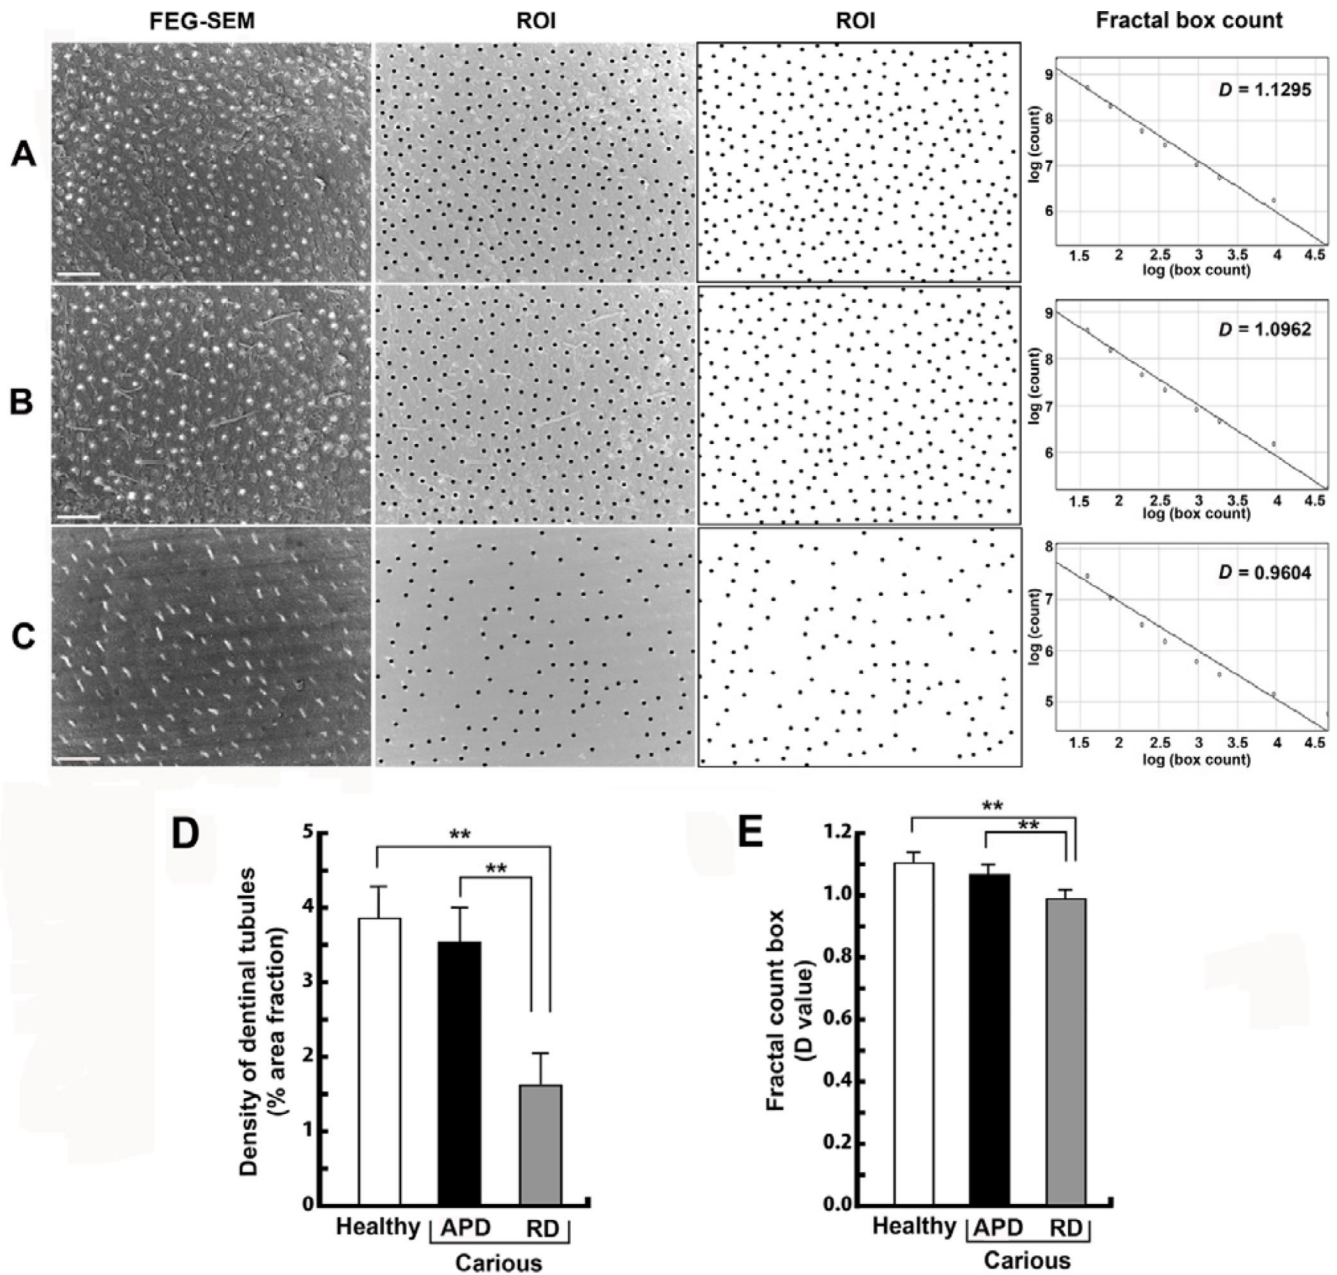 FEG-SEM ROI ROI Fractal box count
A
D = 1.1295
log (count)
9
8
7
6
1.5 2 2.5 3 3.5 4 4.5
log (box count)
B
D = 1.0962
log (count)
9
8
7
6
1.5 2 2.5 3 3.5 4 4.5
log (box count)
C
D = 0.9604
log (count)
8
7
6
5
1.5 2 2.5 3 3.5 4 4.5
log (box count)
D
Density of dentinal tubules
(% area fraction)
5
4
3
2
1
0
**
**
Healthy APD RD
Carious
E
Fractal count box
(D value)
1.2
1.0
0.8
0.6
0.4
0.2
0.0
**
**
Healthy APD RD
Carious